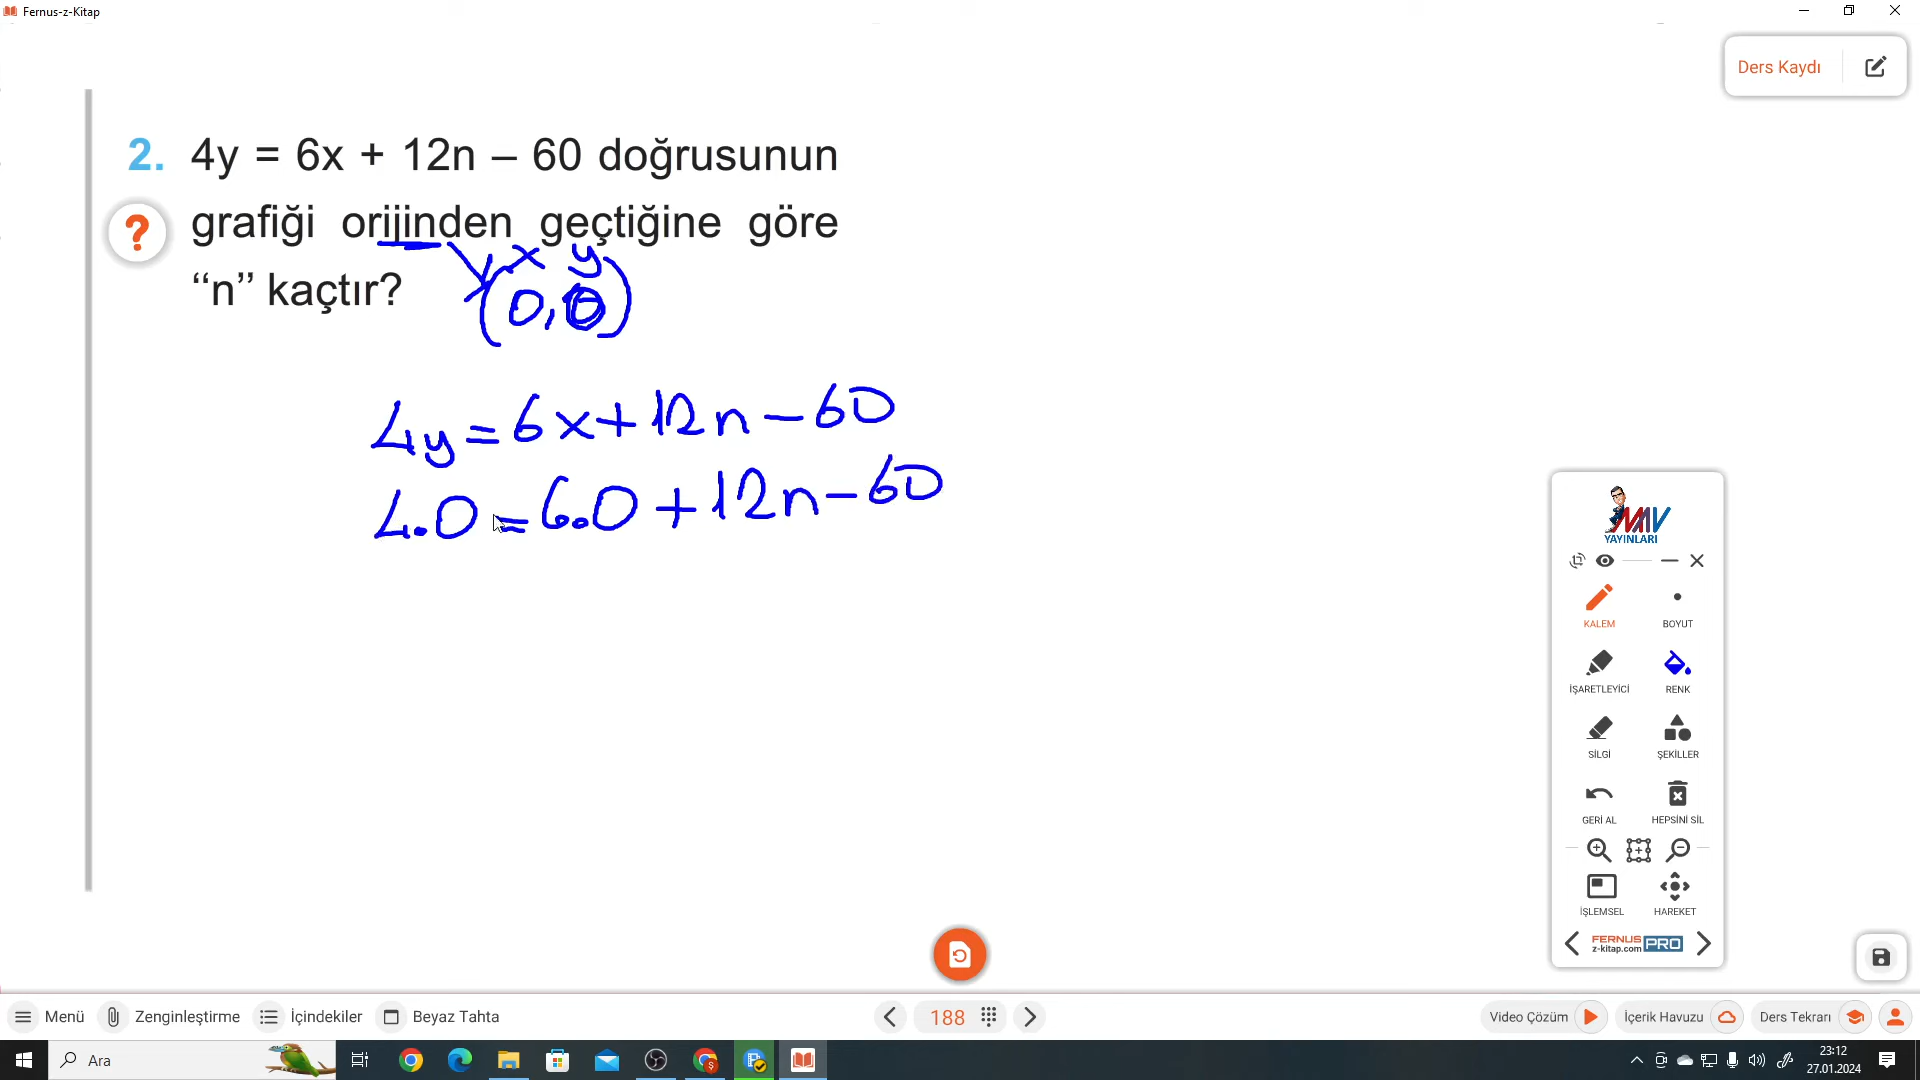 Fernus-z-Kitap
Ders Kaydı
2. 4y = 6x + 12n – 60 doğrusunun
grafiği orijinden geçtiğine göre
“n” kaçtır?
x y
(0, 0)
4y = 6x + 12n – 60
4.0 = 6.0 + 12n – 60
MAV
YAYINLARI
KALEM
BOYUT
İŞARETLEYİCİ
RENK
SİLGİ
ŞEKİLLER
GERİ AL
HEPSİNİ SİL
İŞLEMSEL
HAREKET
FERNUS
z-kitap.com PRO
Menü
Zenginleştirme
İçindekiler
Beyaz Tahta
188
Video Çözüm
İçerik Havuzu
Ders Tekrarı
Ara
23:12
27.01.2024